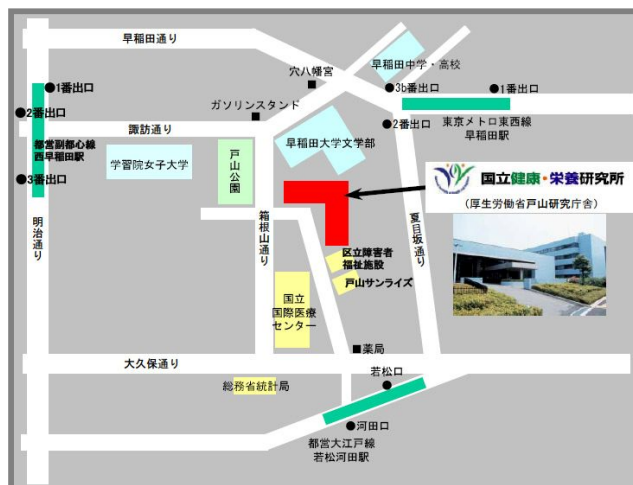 早稲田通り
早稲田中学・高校
穴八幡宮
●1番出口
●3b番出口
●1番出口
●2番出口
ガソリンスタンド
諏訪通り
●2番出口
東京メトロ東西線
早稲田駅
都営副都心線
西早稲田駅
早稲田大学文学部
学習院女子大学
戸山公園
●3番出口
国立健康・栄養研究所
(厚生労働省戸山研究庁舎)
明治通り
箱根山通り
夏目坂通り
区立障害者
福祉施設
戸山サンライズ
国立
国際医療
センター
■薬局
大久保通り
若松口
総務省統計局
●河田口
都営大江戸線
若松河田駅